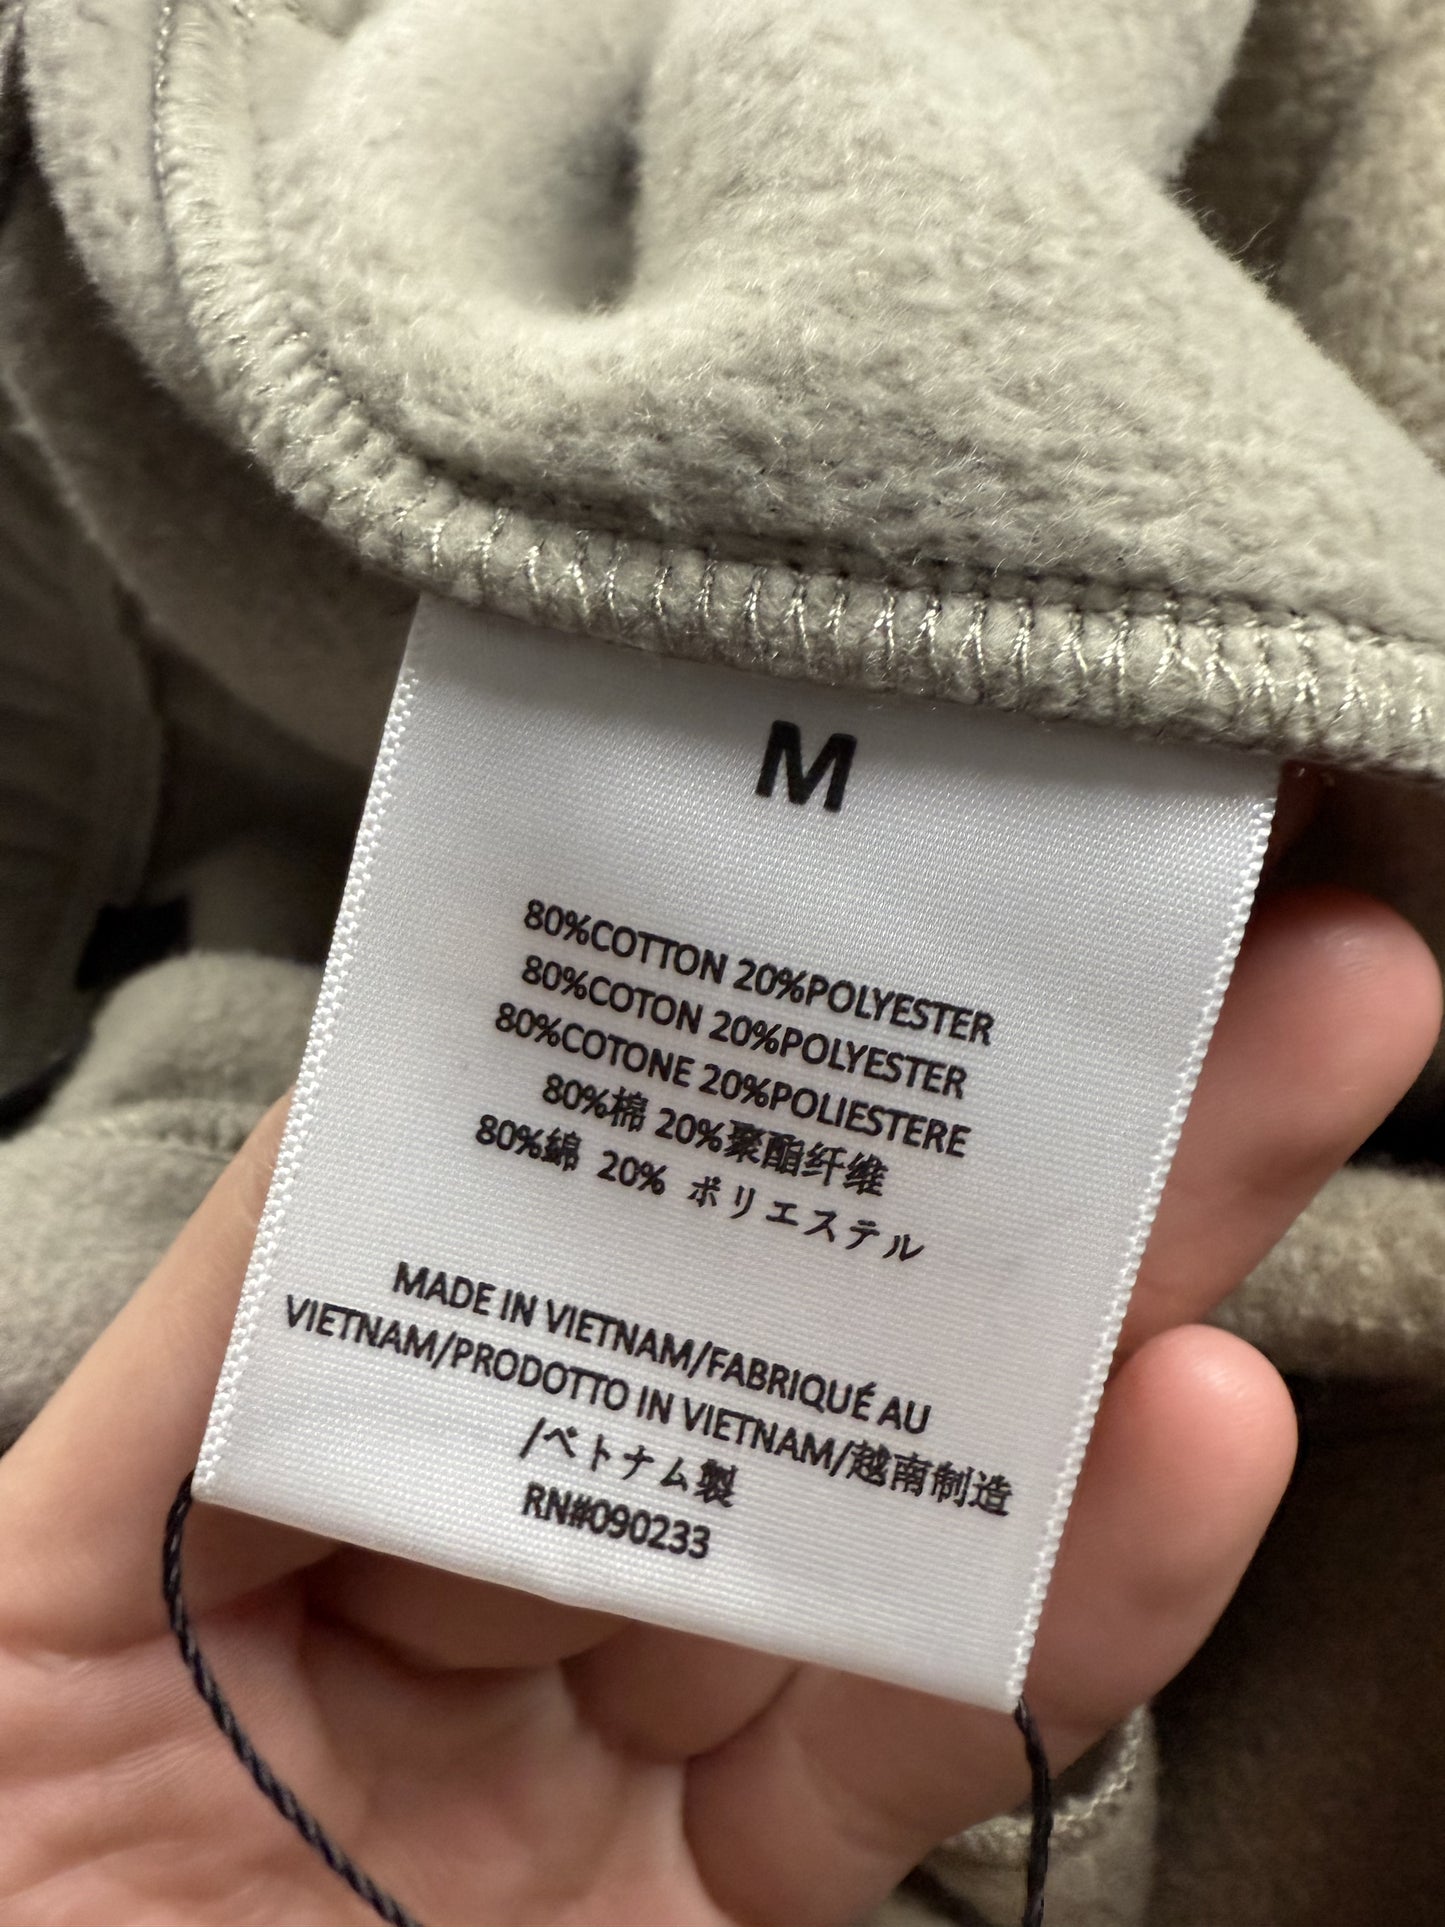 M
80%COTTON 20%POLYESTER
80%COTON 20%POLYESTER
80%COTONE 20%POLIESTERE
80%棉 20%聚酯纤维
80%綿 20% ポリエステル
MADE IN VIETNAM/FABRIQUÉ AU
VIETNAM/PRODOTTO IN VIETNAM/越南制造
/ベトナム製
RN#090233